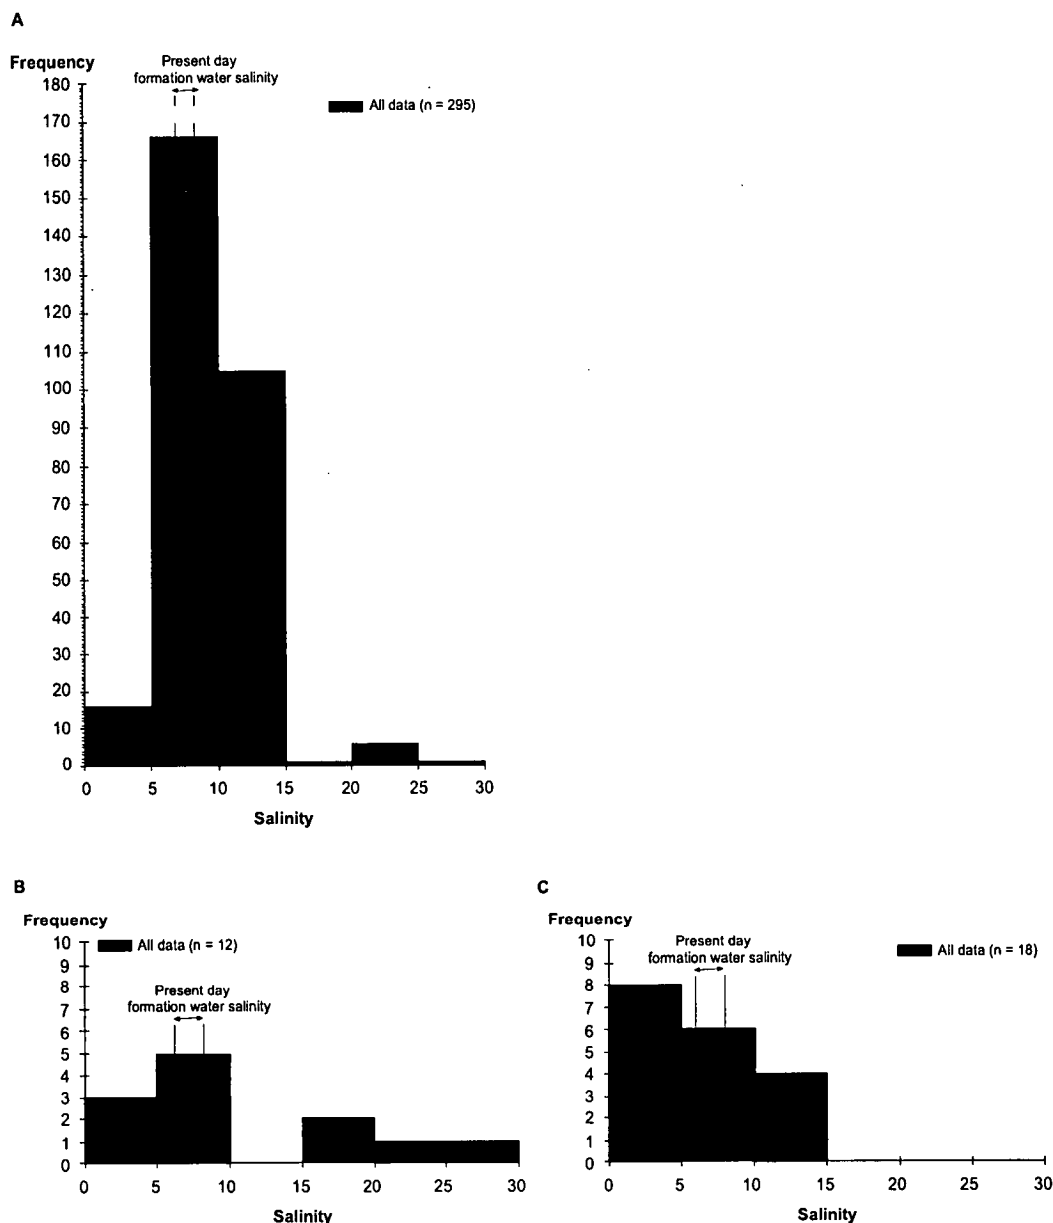 A
Frequency
Present day
formation water salinity
All data (n = 295)
180
170
160
150
140
130
120
110
100
90
80
70
60
50
40
30
20
10
0
0 5 10 15 20 25 30
Salinity
B
Frequency
All data (n = 12)
Present day
formation water salinity
10
9
8
7
6
5
4
3
2
1
0
0 5 10 15 20 25 30
Salinity
C
Frequency
Present day
formation water salinity
All data (n = 18)
10
9
8
7
6
5
4
3
2
1
0
0 5 10 15 20 25 30
Salinity